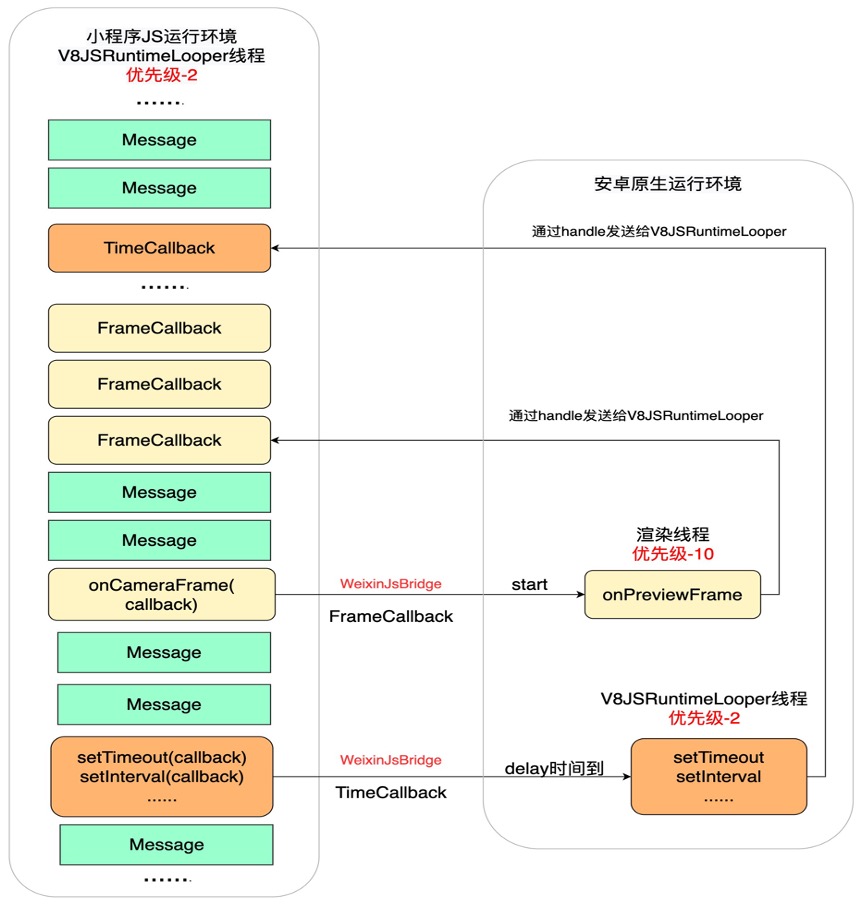 小程序JS运行环境
V8JSRuntimeLooper线程
优先级-2
......
Message
Message
TimeCallback
......
FrameCallback
FrameCallback
FrameCallback
Message
Message
onCameraFrame(
callback)
Message
Message
setTimeout(callback)
setInterval(callback)
......
Message
......
WeixinJsBridge
FrameCallback
start
WeixinJsBridge
TimeCallback
delay时间到
安卓原生运行环境
通过handle发送给V8JSRuntimeLooper
通过handle发送给V8JSRuntimeLooper
渲染线程
优先级-10
onPreviewFrame
V8JSRuntimeLooper线程
优先级-2
setTimeout
setInterval
......